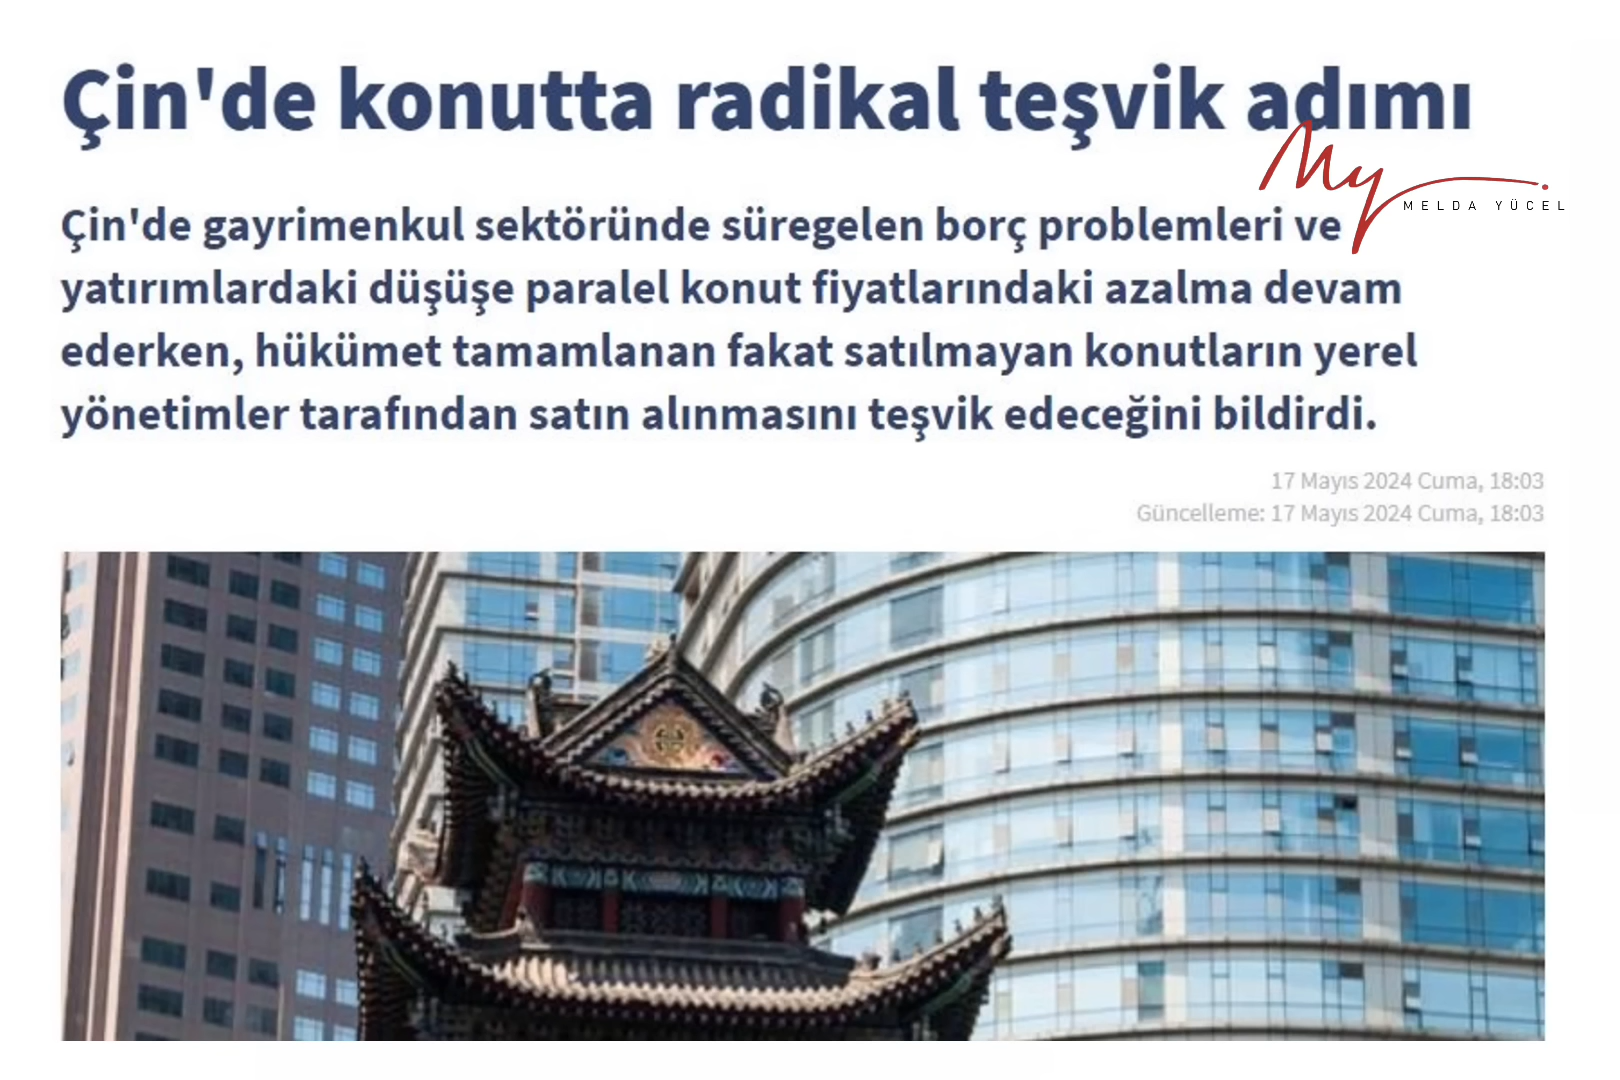 Çin'de konutta radikal teşvik adımı
My
MELDA YÜCEL
Çin'de gayrimenkul sektöründe süregelen borç problemleri ve
yatırımlardaki düşüşe paralel konut fiyatlarındaki azalma devam
ederken, hükümet tamamlanan fakat satılmayan konutların yerel
yönetimler tarafından satın alınmasını teşvik edeceğini bildirdi.
17 Mayıs 2024 Cuma, 18:03
Güncelleme: 17 Mayıs 2024 Cuma, 18:03